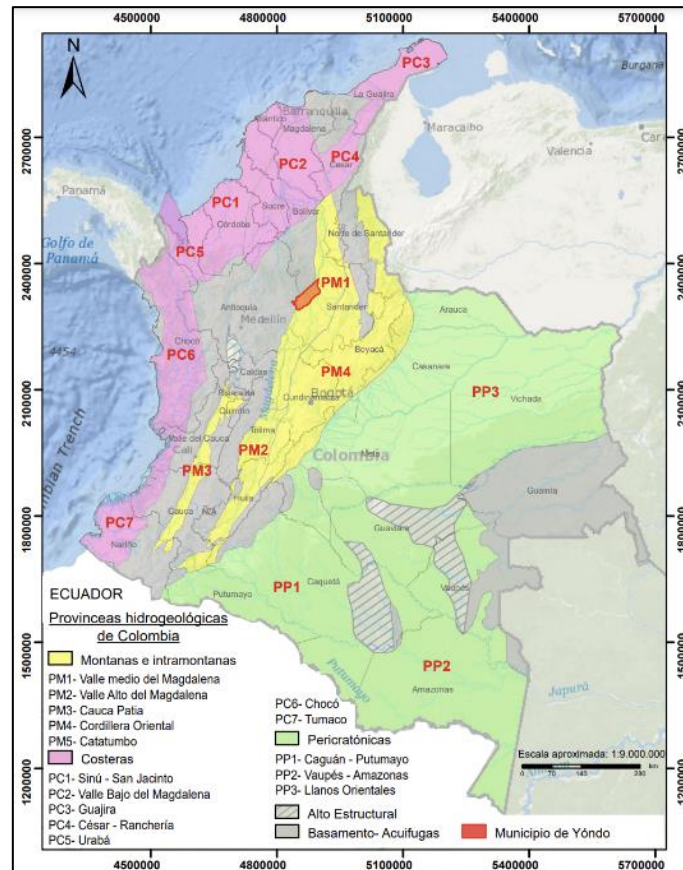 4500000 4800000 5100000 5400000 5700000
N
PC3
Burgana
La Guajira
Barranquilla
Atlántico
Magdalena
Maracaibo
2700000 2700000
PC4
Cesar
PC2
Valencia
Panamá
PC1
Sucre
Bolívar
Córdoba
Norte de Santander
Golfo de
Panamá
PC5
2400000 2400000
PM1
Antioquia
Santander
Arauca
Medellín
Chocó
Boyacá
4454
PC6
Caldas
PM4
Casanare
2100000 2100000
Risaralda
Bogotá
PP3
Cundinamarca
Vichada
Quindío
Tolima
Valle del Cauca
Meta
Cali
PM2
Colombia
PM3
Huila
Guainía
Cauca
N/A
1800000 1800000
PC7
Guaviare
Nariño
PP1
Vaupés
Caquetá
ECUADOR
Putumayo
Provinceas hidrogeológicas
de Colombia
1500000 1500000
PP2
Putumayo
Amazonas
Japurá
Montanas e intramontanas
PM1- Valle medio del Magdalena
PM2- Valle Alto del Magdalena
PM3- Cauca Patia
PM4- Cordillera Oriental
PM5- Catatumbo
Costeras
PC1- Sinú - San Jacinto
PC2- Valle Bajo del Magdalena
PC3- Guajira
PC4- César - Ranchería
PC5- Urabá
PC6- Chocó
PC7- Tumaco
Pericratónicas
PP1- Caguán - Putumayo
PP2- Vaupés - Amazonas
PP3- Llanos Orientales
Alto Estructural
Basamento- Acuifugas
Municipio de Yóndo
Escala aproximada: 1:9.000.000
km
1200000 1200000
4500000 4800000 5100000 5400000 5700000